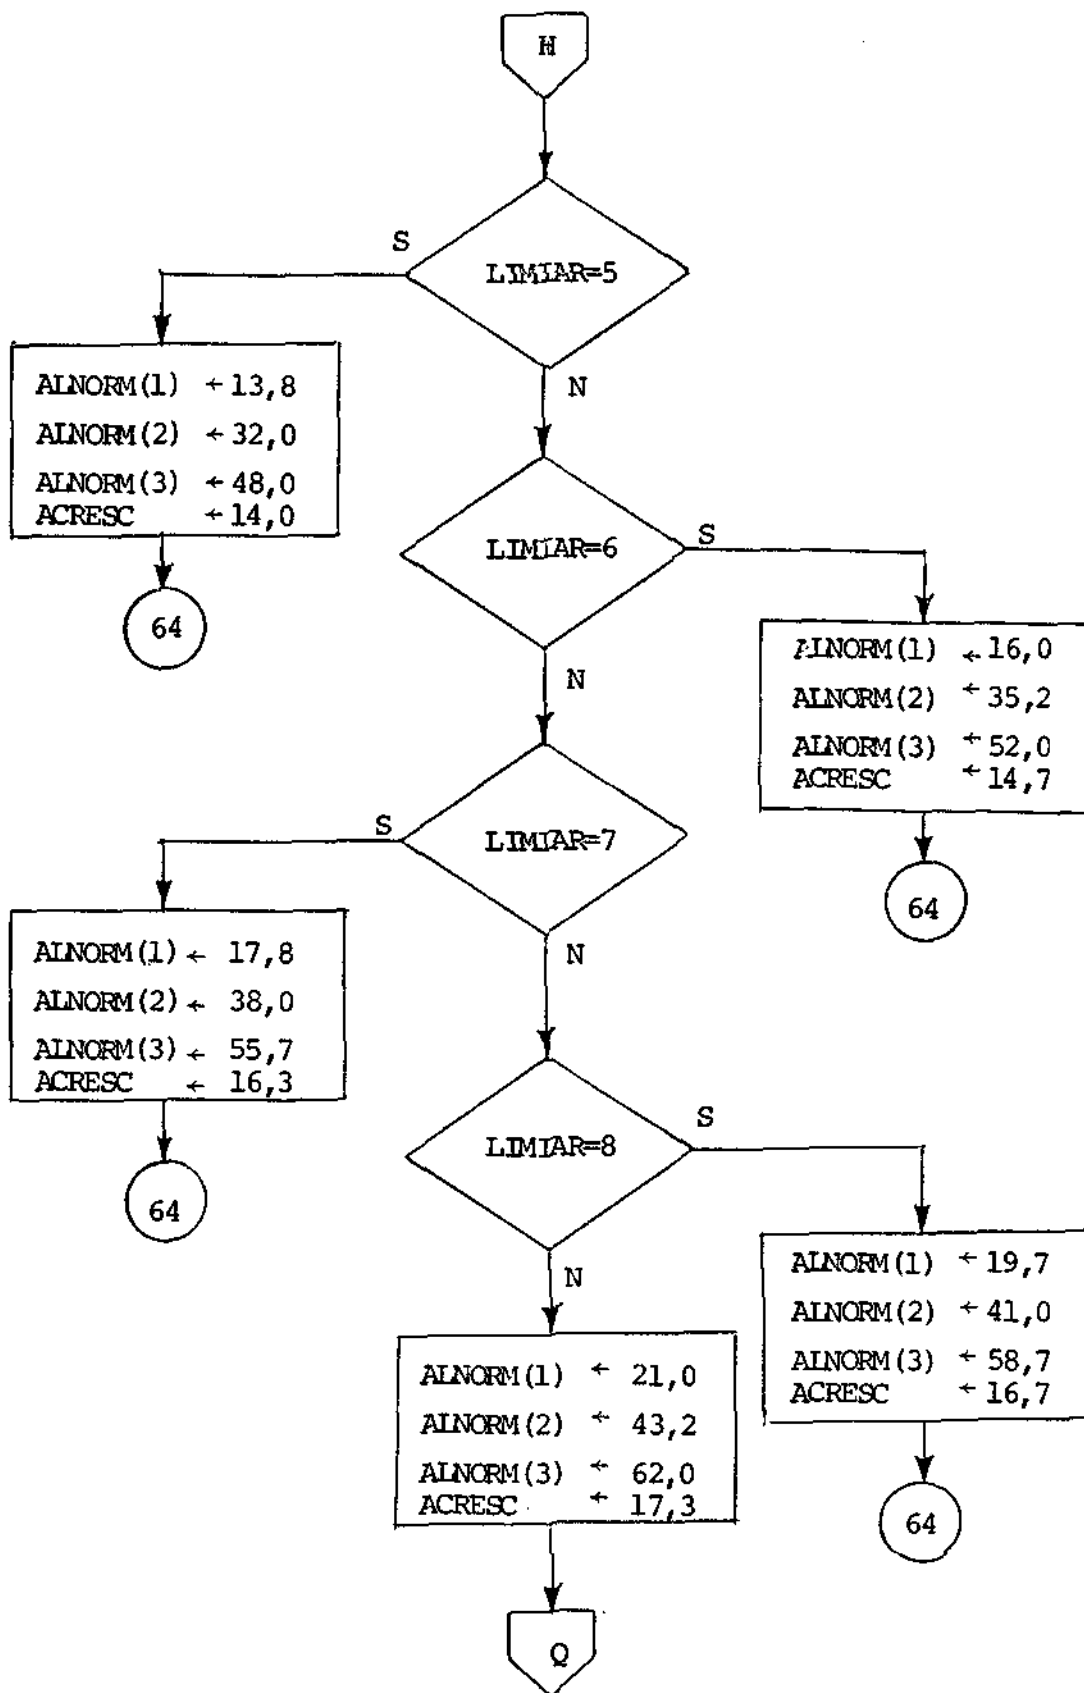 H
S
LIMIAR=5
N
ALNORM(1) ← 13,8
ALNORM(2) ← 32,0
ALNORM(3) ← 48,0
ACRESC ← 14,0
64
LIMIAR=6
S
N
ALNORM(1) ← 16,0
ALNORM(2) ← 35,2
ALNORM(3) ← 52,0
ACRESC ← 14,7
64
S
LIMIAR=7
N
ALNORM(1) ← 17,8
ALNORM(2) ← 38,0
ALNORM(3) ← 55,7
ACRESC ← 16,3
64
LIMIAR=8
S
N
ALNORM(1) ← 19,7
ALNORM(2) ← 41,0
ALNORM(3) ← 58,7
ACRESC ← 16,7
64
ALNORM(1) ← 21,0
ALNORM(2) ← 43,2
ALNORM(3) ← 62,0
ACRESC ← 17,3
Q